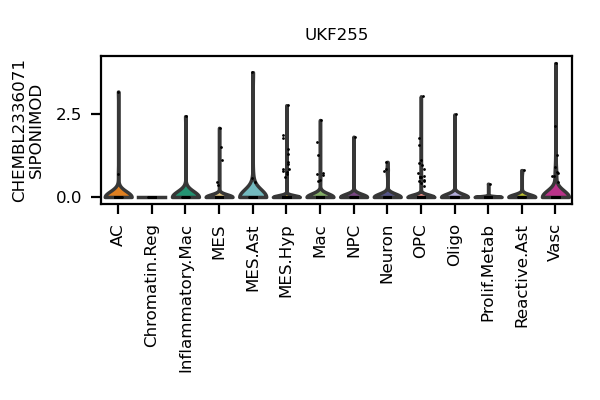 UKF255
CHEMBL2336071
SIPONIMOD
2.5
0.0
AC
Chromatin.Reg
Inflammatory.Mac
MES
MES.Ast
MES.Hyp
Mac
NPC
Neuron
OPC
Oligo
Prolif.Metab
Reactive.Ast
Vasc